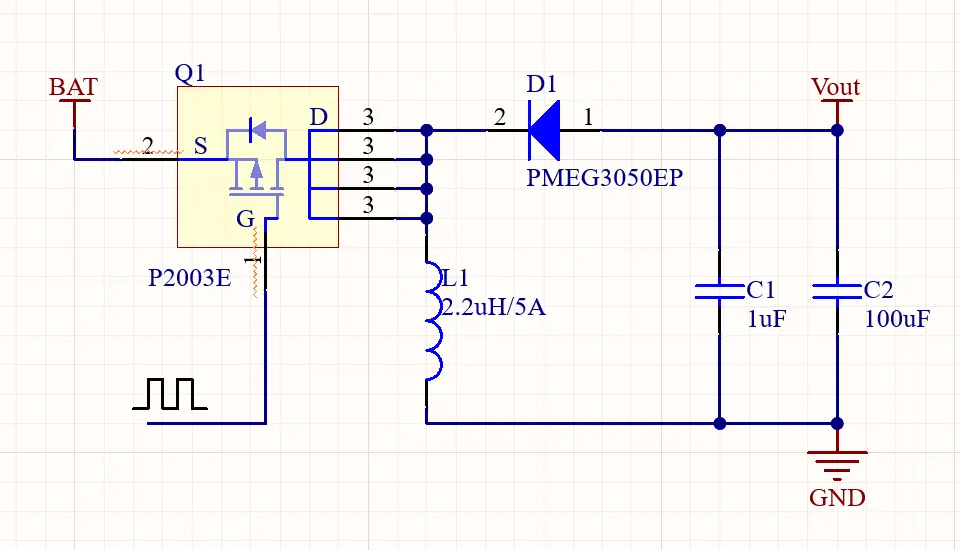 BAT
Q1
2
S
D
3
3
3
3
G
1
P2003E
D1
2
1
PMEG3050EP
Vout
L1
2.2uH/5A
C1
1uF
C2
100uF
GND